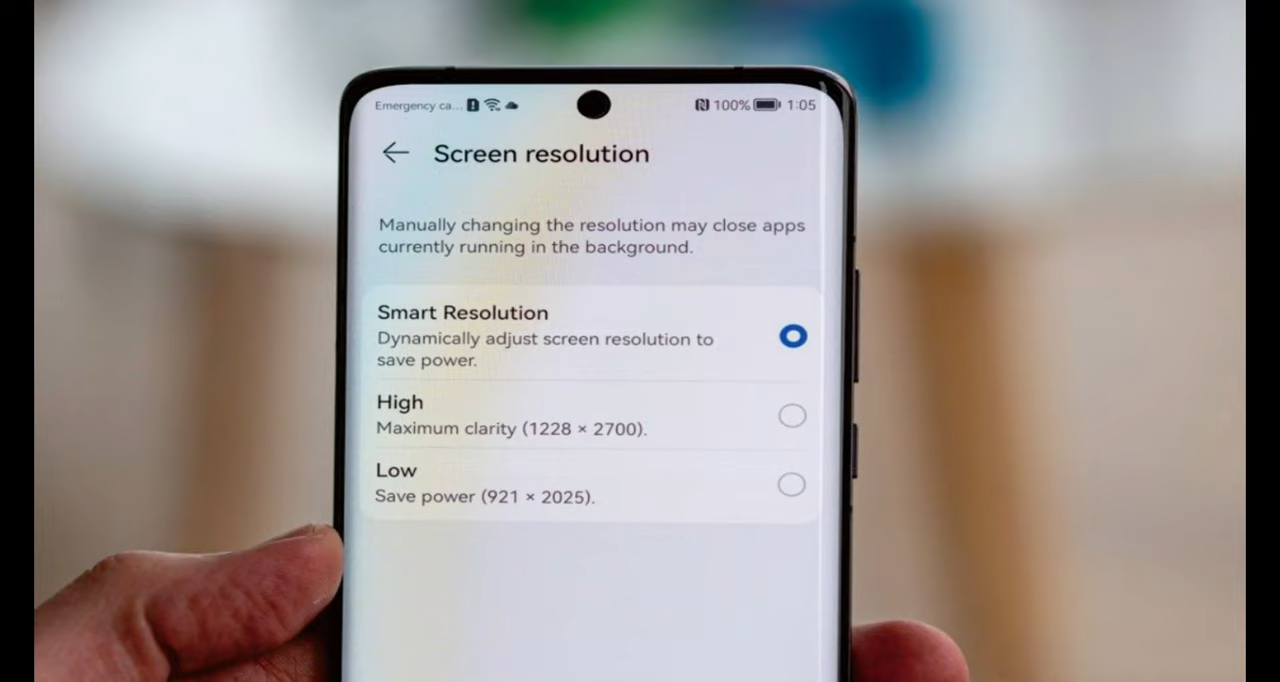 Emergency ca... 100% 1:05
Screen resolution
Manually changing the resolution may close apps
currently running in the background.
Smart Resolution
Dynamically adjust screen resolution to
save power.
High
Maximum clarity (1228 × 2700).
Low
Save power (921 × 2025).